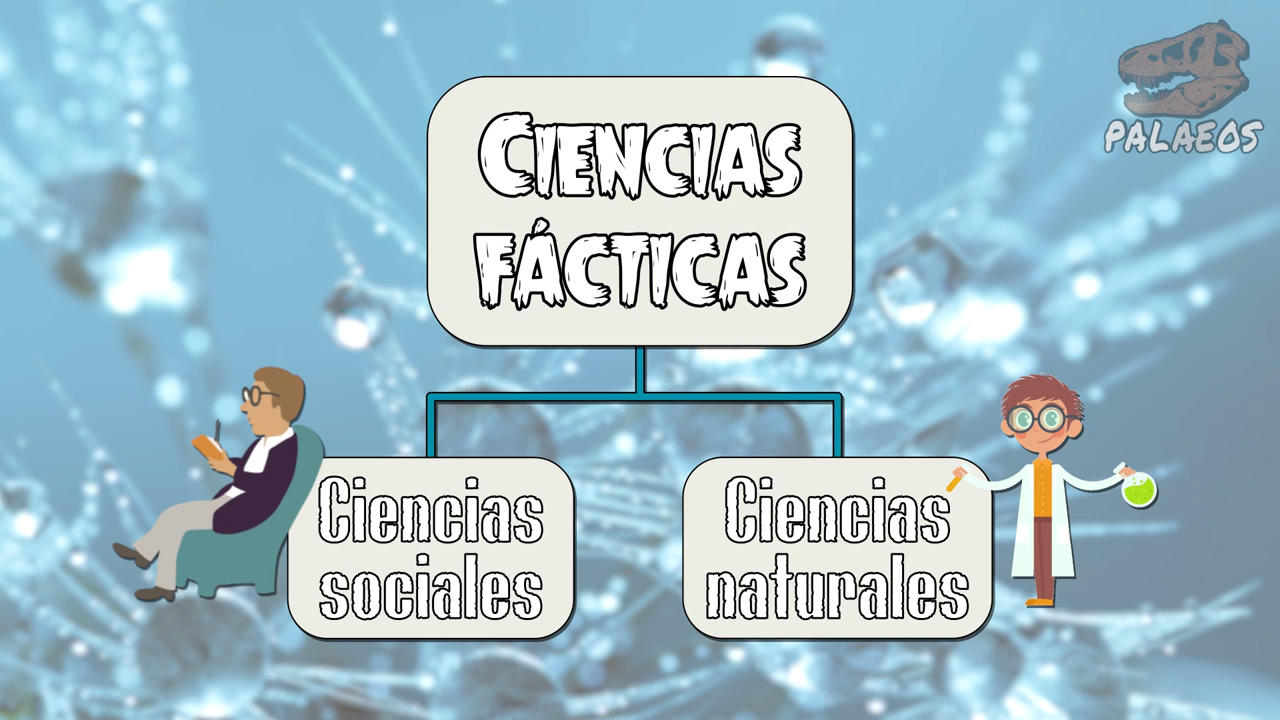 Ciencias
fácticas
Ciencias
sociales
Ciencias
naturales
PALAEOS